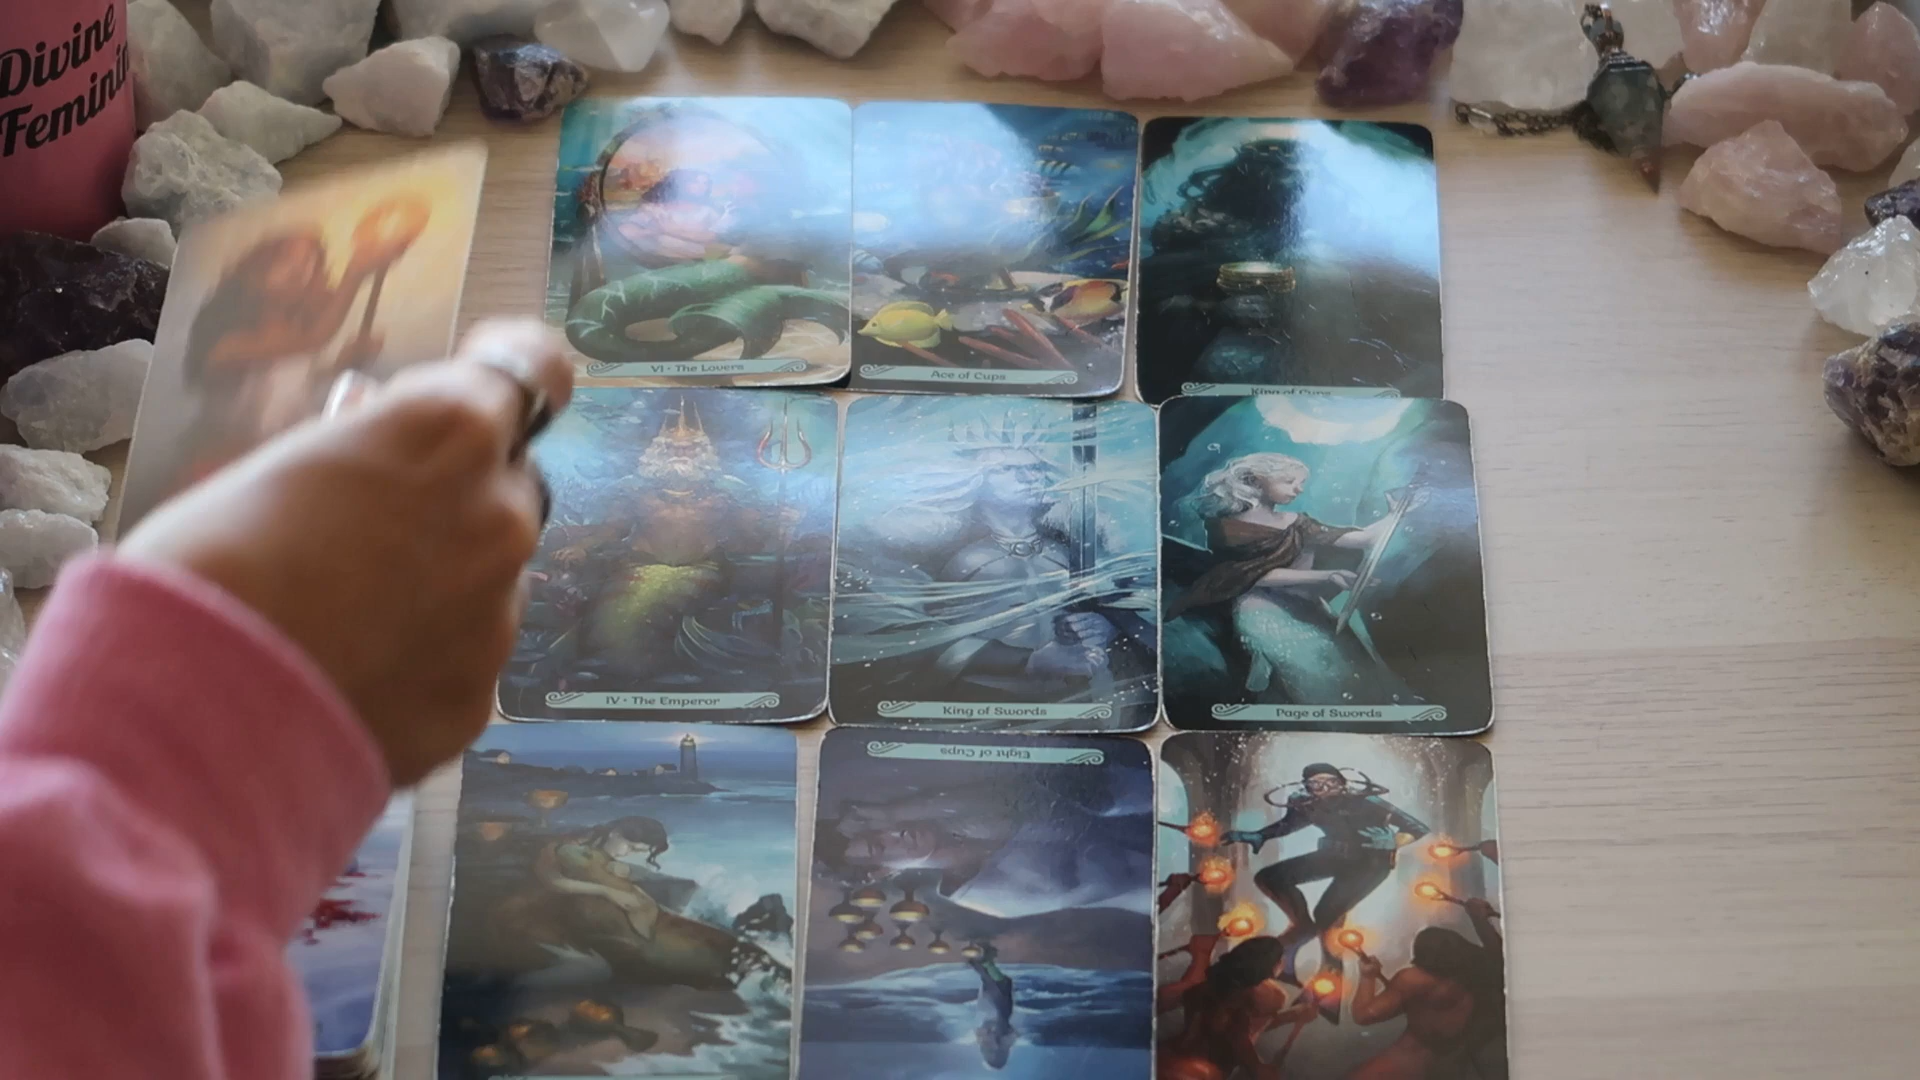 Divine
Feminin
VI • The Lovers
Ace of Cups
King of Cups
IV • The Emperor
King of Swords
Page of Swords
Eight of Cups